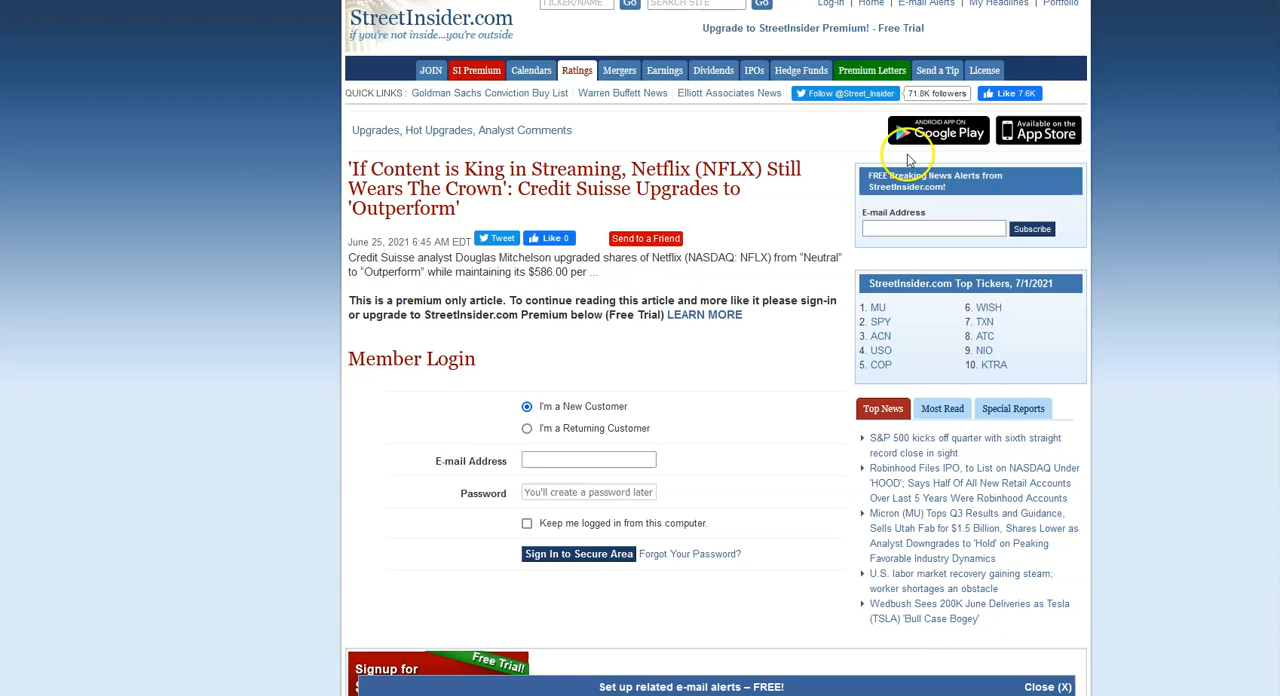 TICKER/NAME Go SEARCH SITE Go Log-in | Home | E-mail Alerts | My Headlines | Portfolio
StreetInsider.com
if you're not inside...you're outside
Upgrade to StreetInsider Premium! - Free Trial
JOIN SI Premium Calendars Ratings Mergers Earnings Dividends IPOs Hedge Funds Premium Letters Send a Tip License
QUICK LINKS : Goldman Sachs Conviction Buy List Warren Buffett News Elliott Associates News Follow @Street_Insider 71.8K followers Like 7.6K
Upgrades, Hot Upgrades, Analyst Comments
ANDROID APP ON
Google Play
Available on the
App Store
'If Content is King in Streaming, Netflix (NFLX) Still
Wears The Crown': Credit Suisse Upgrades to
'Outperform'
June 25, 2021 6:45 AM EDT Tweet Like 0 Send to a Friend
Credit Suisse analyst Douglas Mitchelson upgraded shares of Netflix (NASDAQ: NFLX) from “Neutral”
to “Outperform” while maintaining its $586.00 per ...
This is a premium only article. To continue reading this article and more like it please sign-in
or upgrade to StreetInsider.com Premium below (Free Trial) LEARN MORE
Member Login
I'm a New Customer
I'm a Returning Customer
E-mail Address
Password You'll create a password later
Keep me logged in from this computer.
Sign In to Secure Area Forgot Your Password?
FREE Breaking News Alerts from
StreetInsider.com!
E-mail Address
Subscribe
StreetInsider.com Top Tickers, 7/1/2021
1. MU 6. WISH
2. SPY 7. TXN
3. ACN 8. ATC
4. USO 9. NIO
5. COP 10. KTRA
Top News Most Read Special Reports
S&P 500 kicks off quarter with sixth straight
record close in sight
Robinhood Files IPO, to List on NASDAQ Under
'HOOD'; Says Half Of All New Retail Accounts
Over Last 5 Years Were Robinhood Accounts
Micron (MU) Tops Q3 Results and Guidance,
Sells Utah Fab for $1.5 Billion, Shares Lower as
Analyst Downgrades to 'Hold' on Peaking
Favorable Industry Dynamics
U.S. labor market recovery gaining steam;
worker shortages an obstacle
Wedbush Sees 200K June Deliveries as Tesla
(TSLA) 'Bull Case Bogey'
Signup for
Free Trial!
Set up related e-mail alerts – FREE! Close (X)